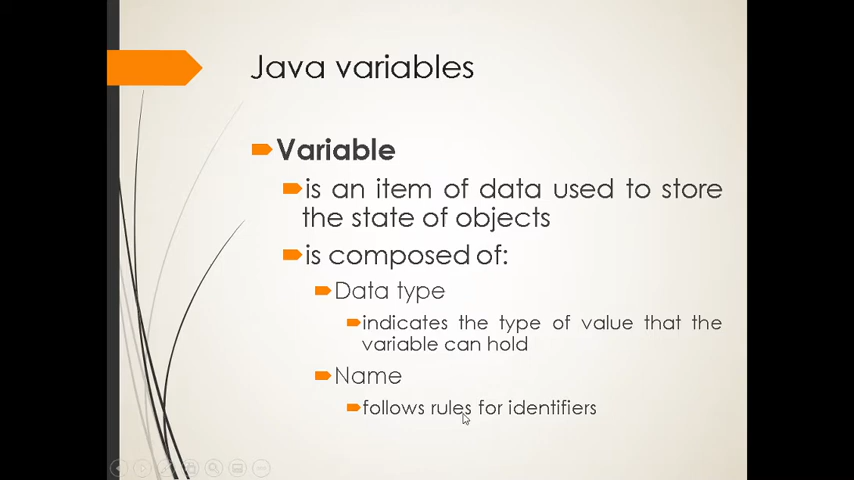 Java variables
Variable
is an item of data used to store
the state of objects
is composed of:
Data type
indicates the type of value that the
variable can hold
Name
follows rules for identifiers